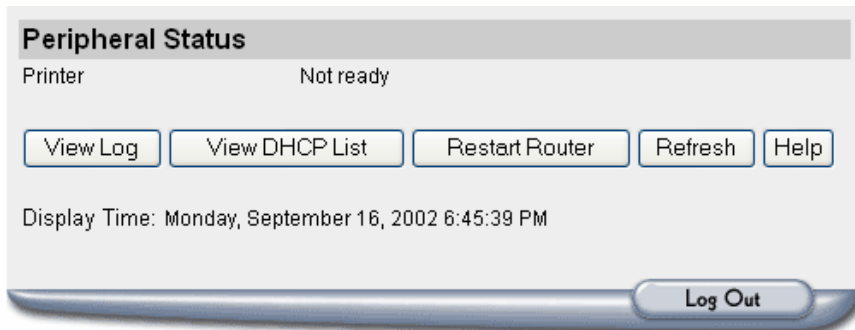 Peripheral Status
Printer Not ready
View Log View DHCP List Restart Router Refresh Help
Display Time: Monday, September 16, 2002 6:45:39 PM
Log Out